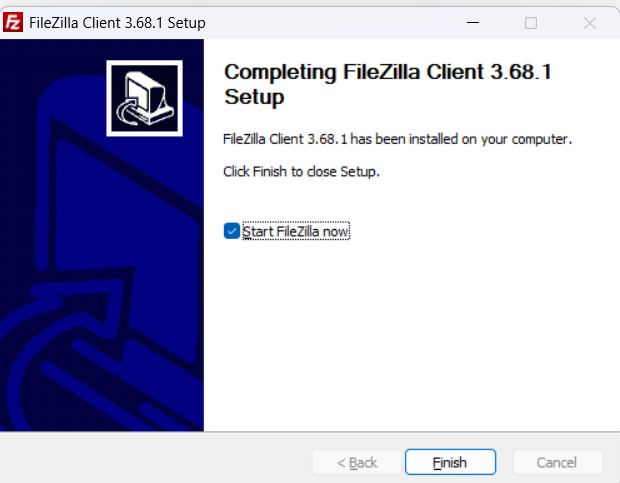 Fz FileZilla Client 3.68.1 Setup
Completing FileZilla Client 3.68.1
Setup
FileZilla Client 3.68.1 has been installed on your computer.
Click Finish to close Setup.
Start FileZilla now
< Back Finish Cancel